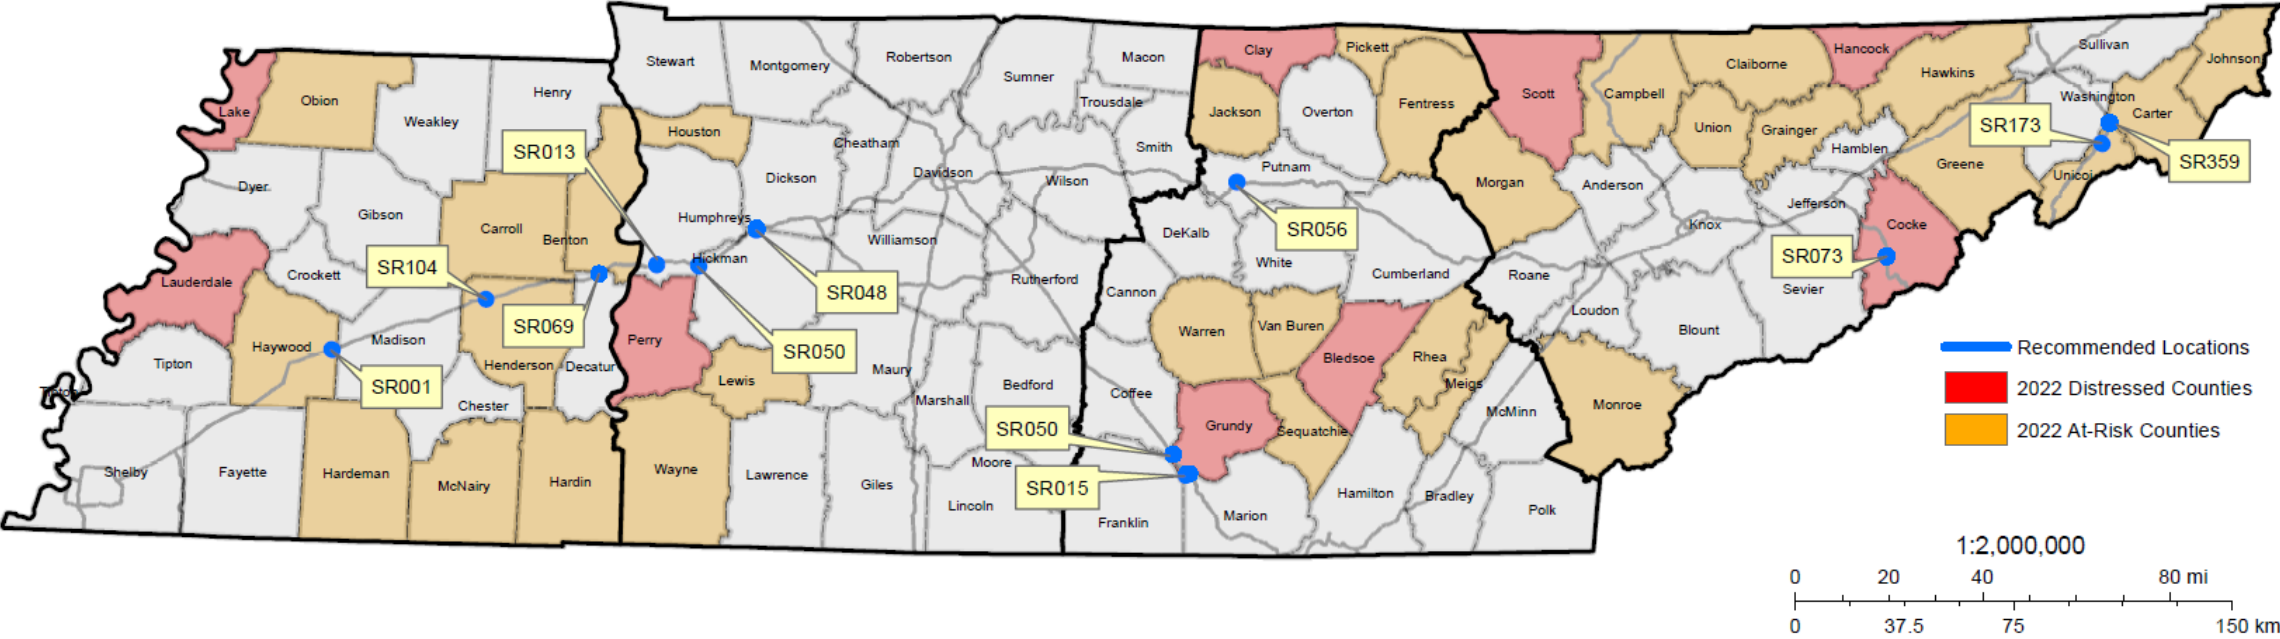 Lake
Obion
Weakley
Henry
Stewart
Montgomery
Robertson
Sumner
Macon
Trousdale
Clay
Pickett
Jackson
Overton
Fentress
Scott
Campbell
Claiborne
Hancock
Hawkins
Sullivan
Johnson
Washington
Carter
SR173
SR359
Union
Grainger
Hamblen
Greene
Unicoi
SR013
Houston
Cheatham
Smith
Dyer
Gibson
Carroll
Benton
Dickson
Davidson
Wilson
Putnam
Morgan
Anderson
Jefferson
Cocke
Humphreys
Hickman
Williamson
Rutherford
DeKalb
SR056
White
Cumberland
Roane
Knox
SR073
Sevier
Lauderdale
Crockett
SR104
SR069
SR048
SR050
Cannon
Loudon
Blount
Tipton
Haywood
Madison
SR001
Henderson
Decatur
Perry
Lewis
Maury
Bedford
Warren
Van Buren
Bledsoe
Rhea
Meigs
McMinn
Monroe
Tipton
Chester
Marshall
Coffee
SR050
Grundy
Sequatchie
Shelby
Fayette
Hardeman
McNairy
Hardin
Wayne
Lawrence
Giles
Moore
Lincoln
SR015
Franklin
Marion
Hamilton
Bradley
Polk
Recommended Locations
2022 Distressed Counties
2022 At-Risk Counties
1:2,000,000
0 20 40 80 mi
0 37.5 75 150 km